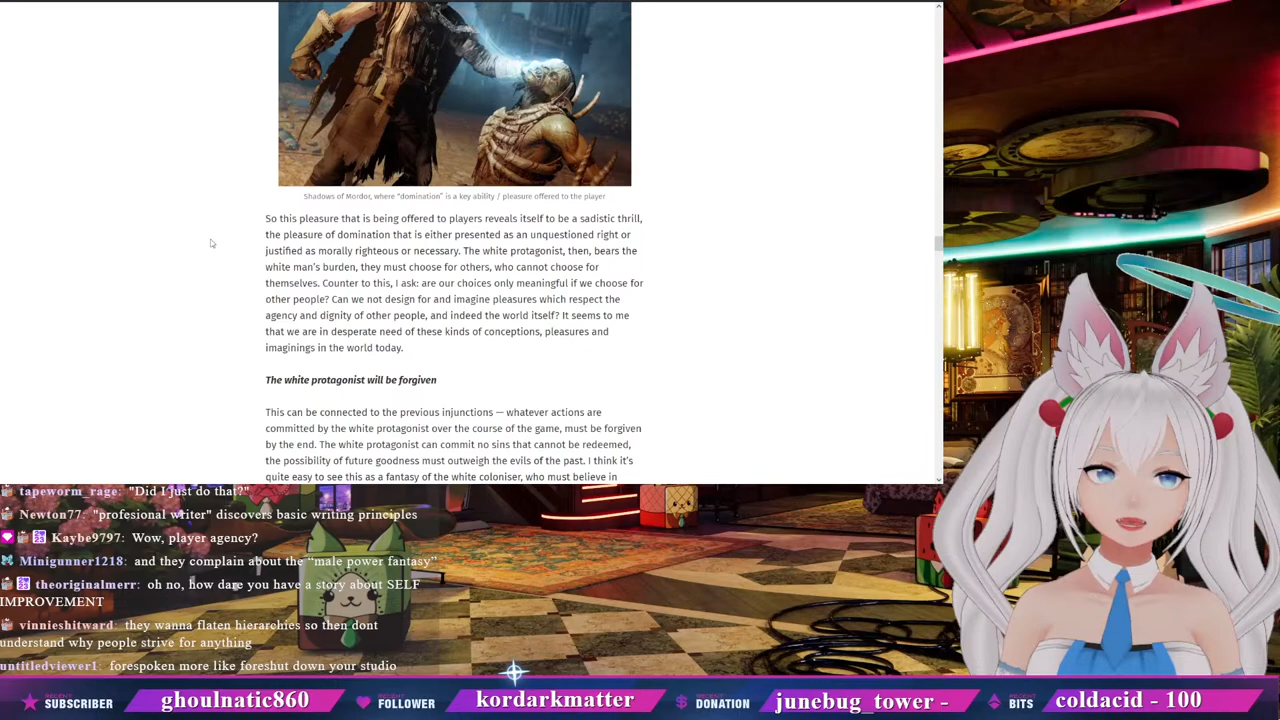 Shadows of Mordor, where "domination" is a key ability / pleasure offered to the player
So this pleasure that is being offered to players reveals itself to be a sadistic thrill,
the pleasure of domination that is either presented as an unquestioned right or
justified as morally righteous or necessary. The white protagonist, then, bears the
white man's burden, they must choose for others, who cannot choose for
themselves. Counter to this, I ask: are our choices only meaningful if we choose for
other people? Can we not design for and imagine pleasures which respect the
agency and dignity of other people, and indeed the world itself? It seems to me
that we are in desperate need of these kinds of conceptions, pleasures and
imaginings in the world today.
The white protagonist will be forgiven
This can be connected to the previous injunctions — whatever actions are
committed by the white protagonist over the course of the game, must be forgiven
by the end. The white protagonist can commit no sins that cannot be redeemed,
the possibility of future goodness must outweigh the evils of the past. I think it's
quite easy to see this as a fantasy of the white coloniser, who must believe in
tapeworm_rage: "Did I just do that?"
Newton77: "profesional writer" discovers basic writing principles
Kaybe9797: Wow, player agency?
Minigunner1218: and they complain about the "male power fantasy"
theoriginalmerr: oh no, how dare you have a story about SELF
IMPROVEMENT
vinnieshitward: they wanna flaten hierarchies so then dont
understand why people strive for anything
untitledviewer1: forespoken more like foreshut down your studio
RECENT
SUBSCRIBER
ghoulnatic860
RECENT
FOLLOWER
kordarkmatter
RECENT
DONATION
junebug_tower -
RECENT
BITS
coldacid - 100